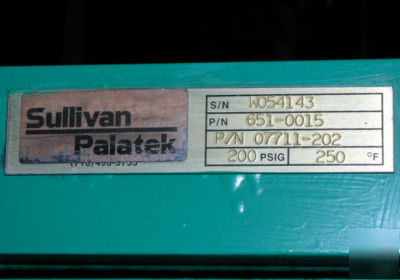 Sullivan
Palatek
S/N W054143
P/N 651-0015
P/N 07711-202
200 PSIG 250 °F